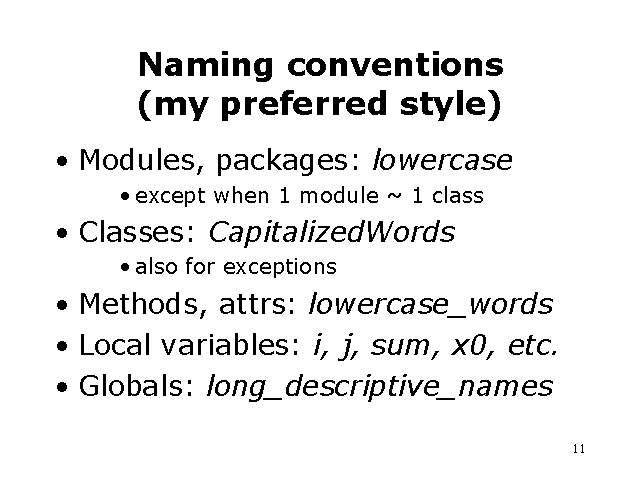 Naming conventions
(my preferred style)
• Modules, packages: lowercase
• except when 1 module ~ 1 class
• Classes: CapitalizedWords
• also for exceptions
• Methods, attrs: lowercase_words
• Local variables: i, j, sum, x0, etc.
• Globals: long_descriptive_names
11